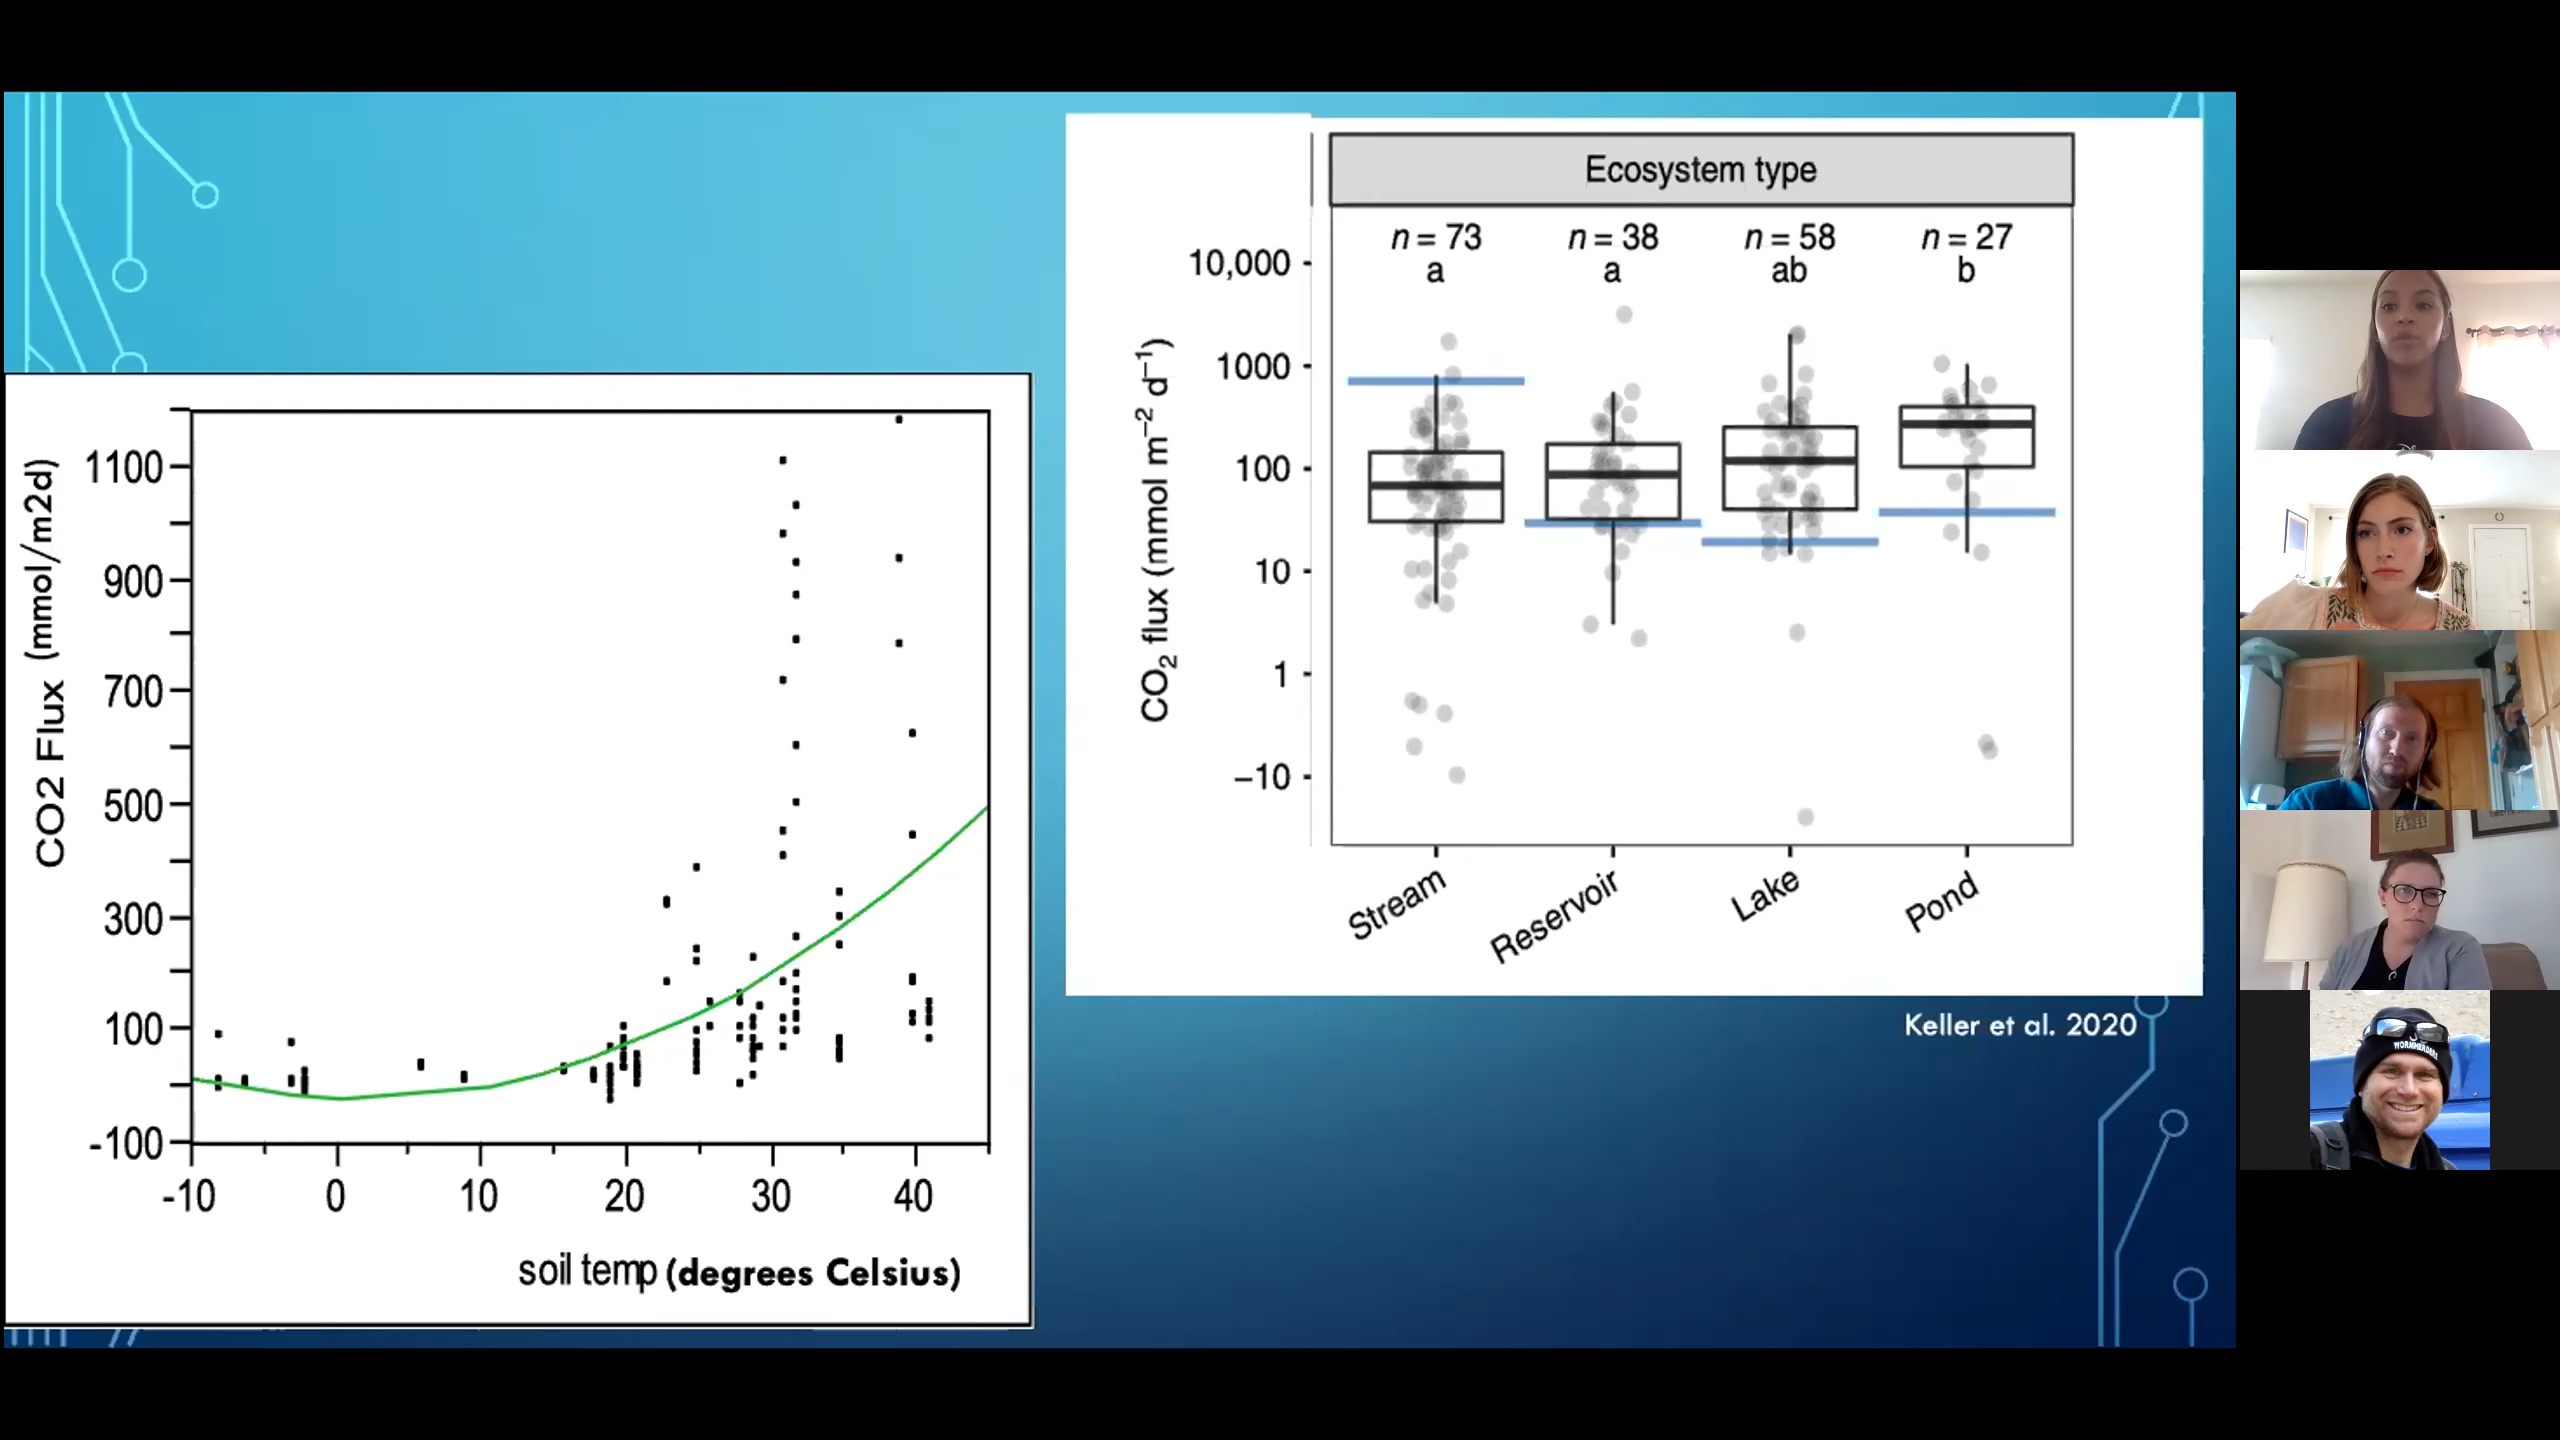 CO2 Flux (mmol/m2d)
1100
900
700
500
300
100
-100
-10 0 10 20 30 40
soil temp (degrees Celsius)
Ecosystem type
n = 73 n = 38 n = 58 n = 27
a a ab b
CO₂ flux (mmol m⁻² d⁻¹)
10,000
1000
100
10
1
−10
Stream Reservoir Lake Pond
Keller et al. 2020